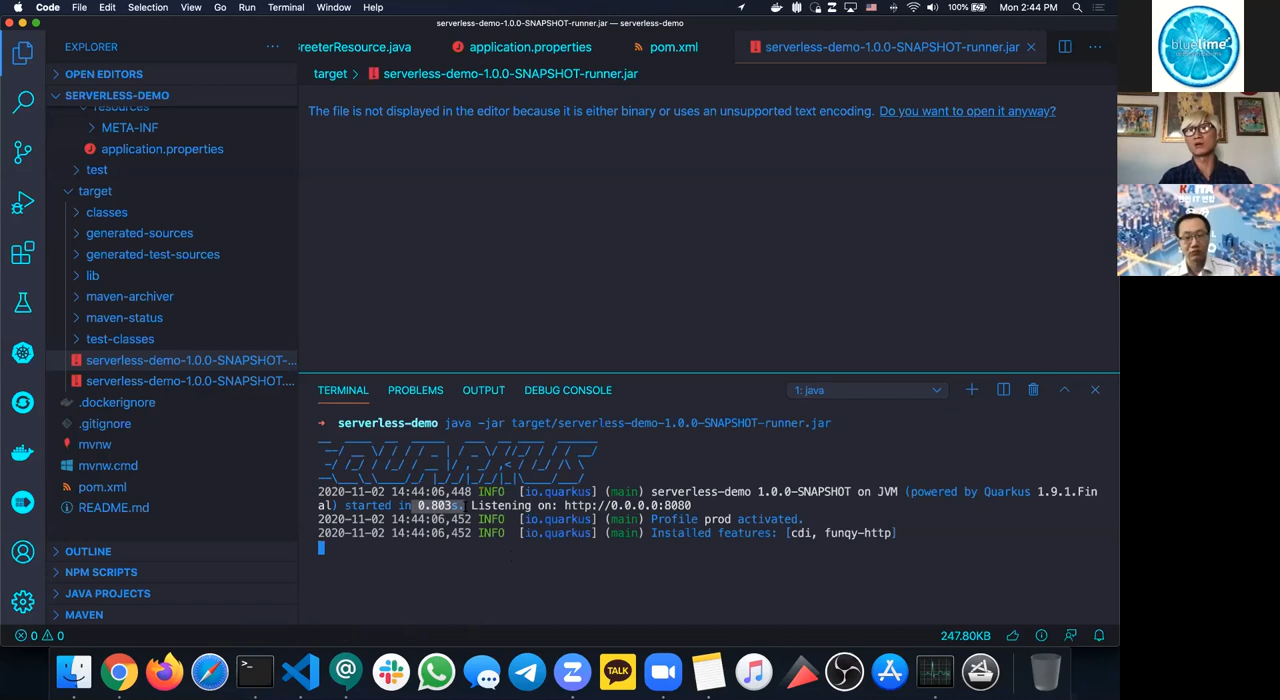 Code File Edit Selection View Go Run Terminal Window Help
100% Mon 2:44 PM
serverless-demo-1.0.0-SNAPSHOT-runner.jar — serverless-demo
EXPLORER
reeterResource.java application.properties pom.xml serverless-demo-1.0.0-SNAPSHOT-runner.jar
target serverless-demo-1.0.0-SNAPSHOT-runner.jar
The file is not displayed in the editor because it is either binary or uses an unsupported text encoding. Do you want to open it anyway?
OPEN EDITORS
SERVERLESS-DEMO
resources
META-INF
application.properties
test
target
classes
generated-sources
generated-test-sources
lib
maven-archiver
maven-status
test-classes
serverless-demo-1.0.0-SNAPSHOT-...
serverless-demo-1.0.0-SNAPSHOT....
.dockerignore
.gitignore
mvnw
mvnw.cmd
pom.xml
README.md
OUTLINE
NPM SCRIPTS
JAVA PROJECTS
MAVEN
TERMINAL PROBLEMS OUTPUT DEBUG CONSOLE 1: java
serverless-demo java -jar target/serverless-demo-1.0.0-SNAPSHOT-runner.jar
2020-11-02 14:44:06,448 INFO [io.quarkus] (main) serverless-demo 1.0.0-SNAPSHOT on JVM (powered by Quarkus 1.9.1.Fin
al) started in 0.803s. Listening on: http://0.0.0.0:8080
2020-11-02 14:44:06,452 INFO [io.quarkus] (main) Profile prod activated.
2020-11-02 14:44:06,452 INFO [io.quarkus] (main) Installed features: [cdi, funqy-http]
0 0
247.80KB
bluelime
TALK